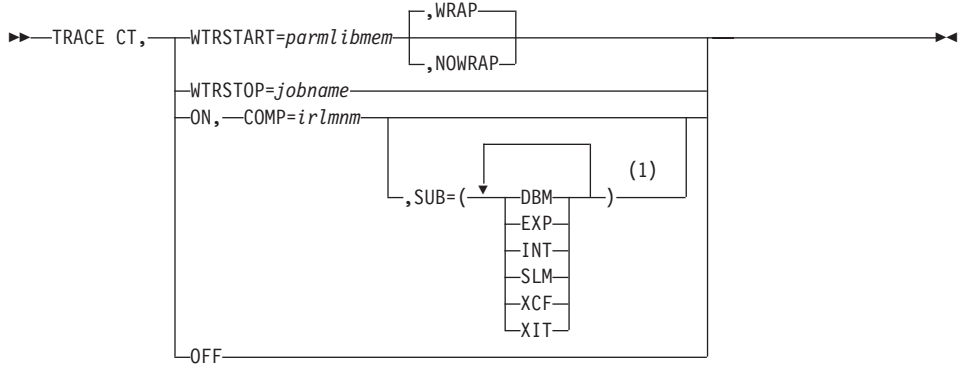 ,WRAP
TRACE CT, WTRSTART=parmlibmem
,NOWRAP
WTRSTOP=jobname
ON, COMP=irlmnm
(1)
,SUB=( DBM )
EXP
INT
SLM
XCF
XIT
OFF